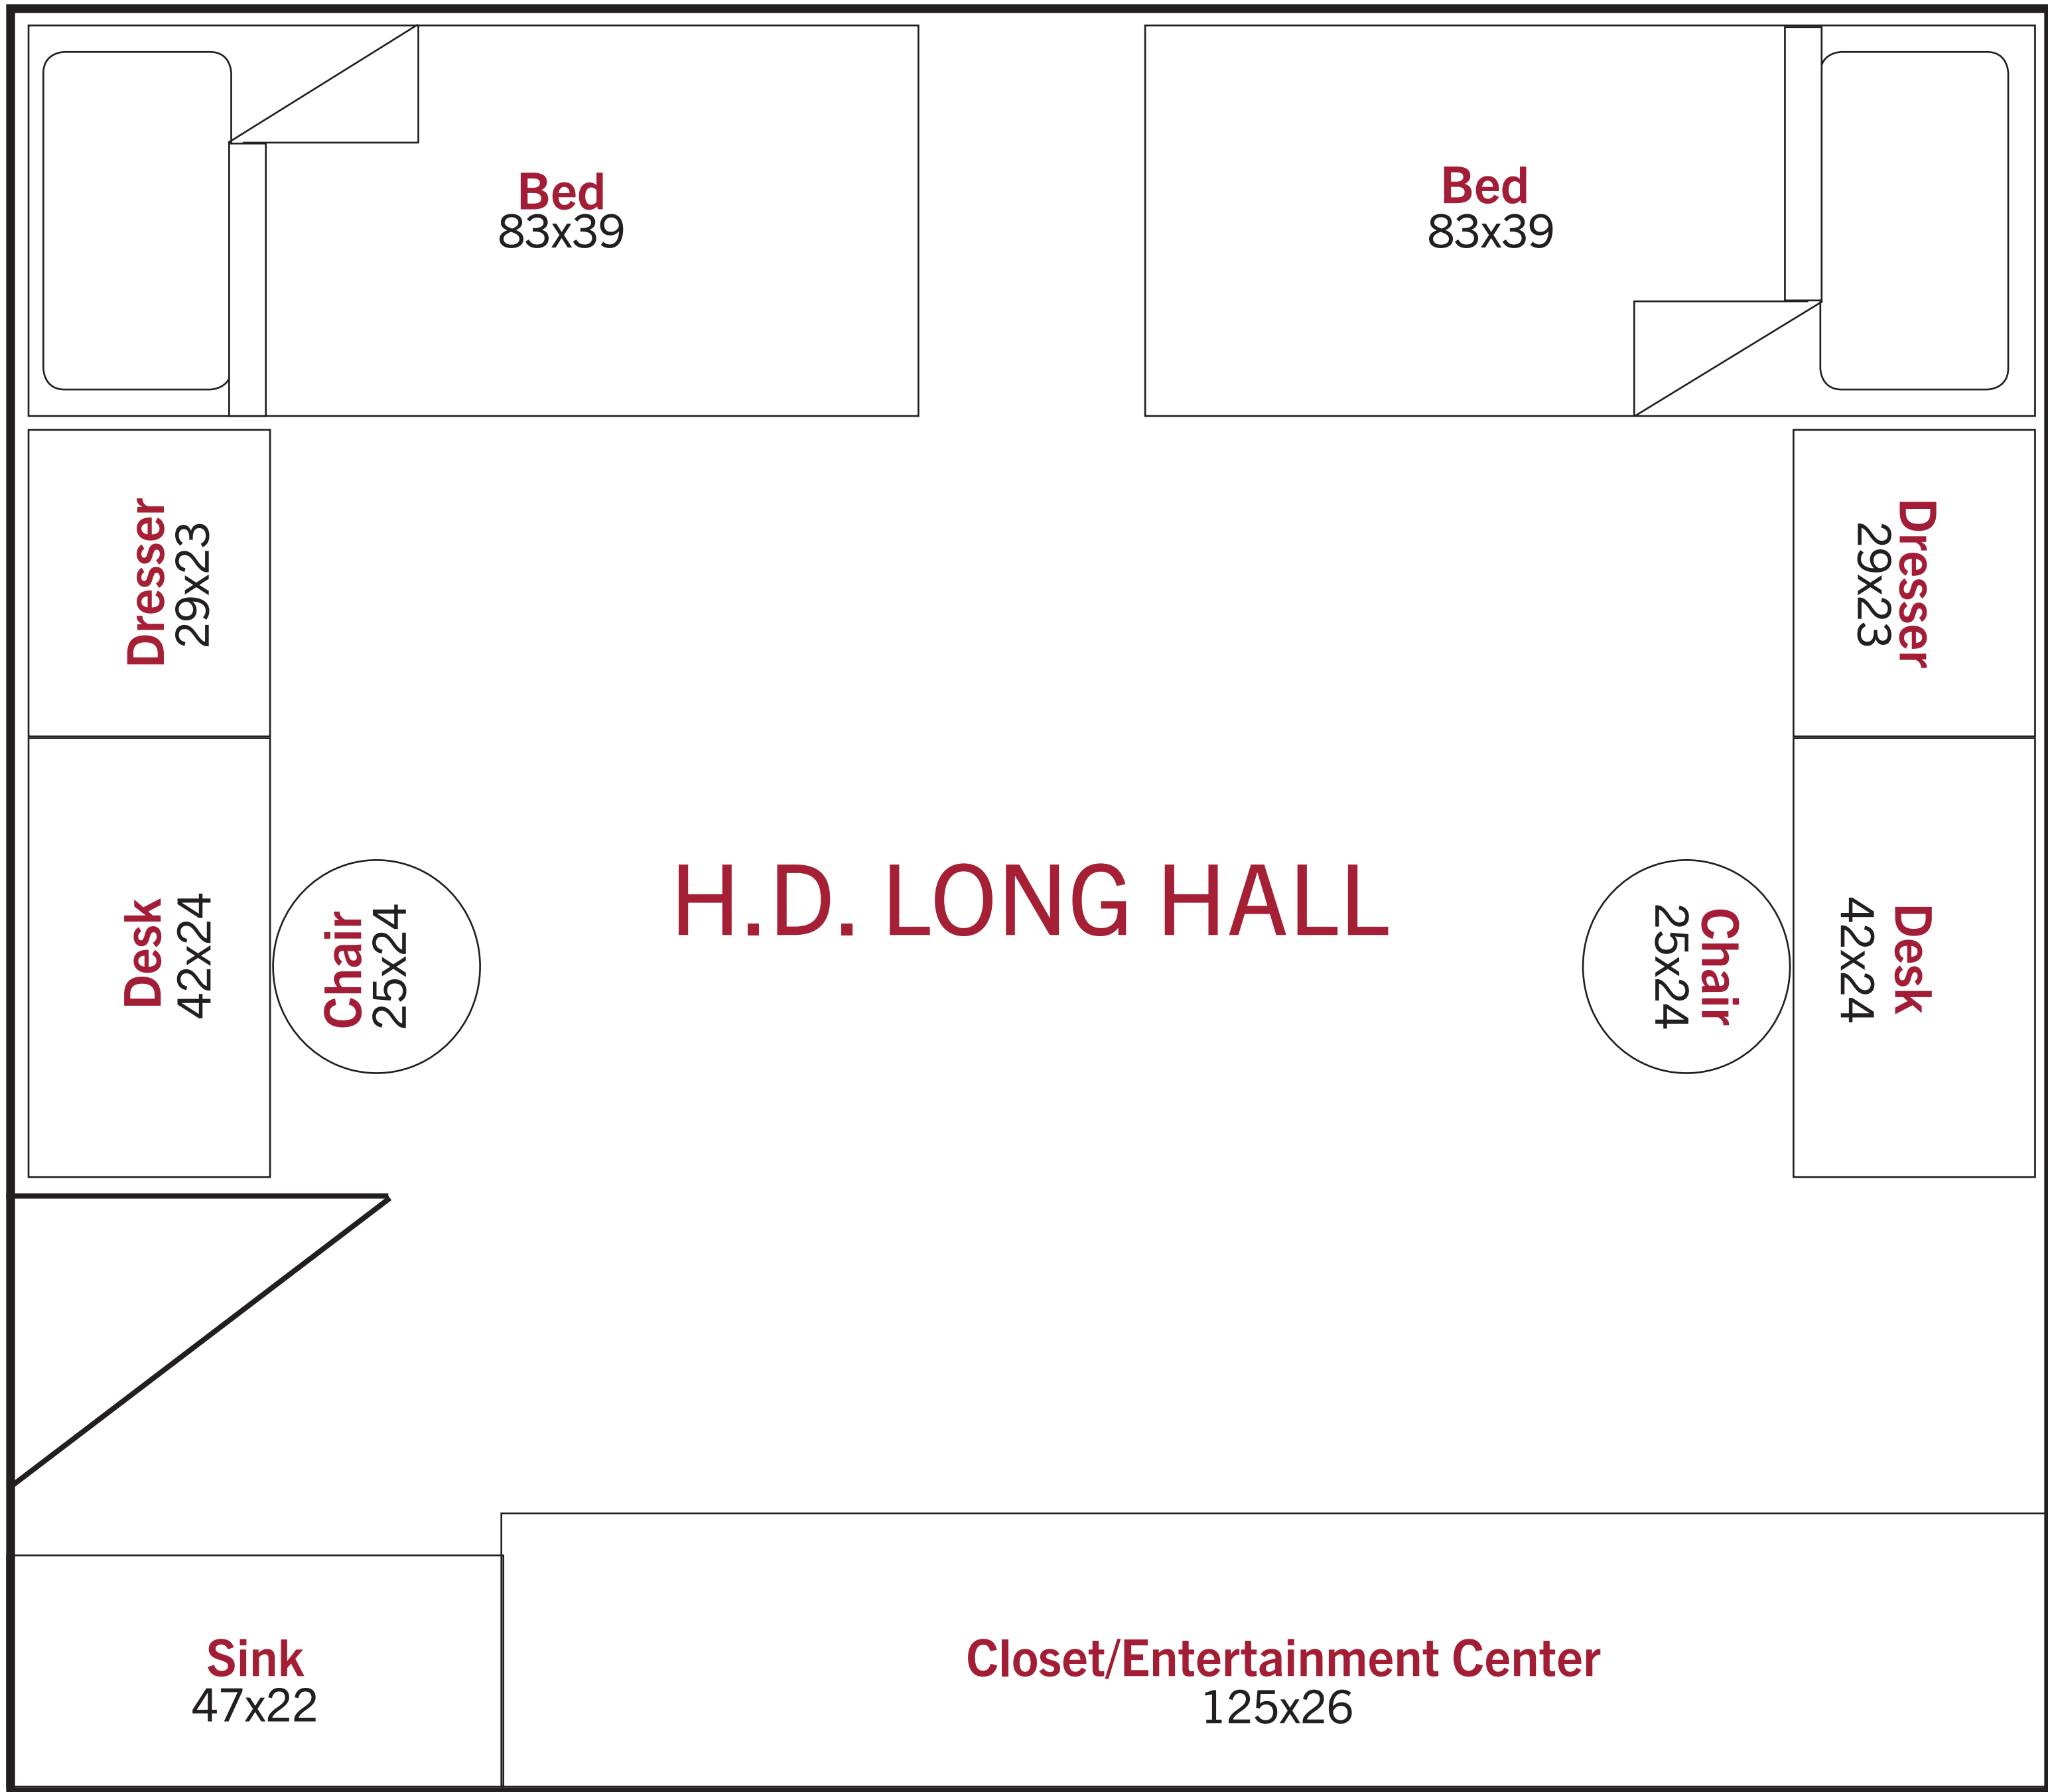 Bed
83x39
Bed
83x39
Dresser
29x23
Dresser
29x23
H.D. LONG HALL
Desk
42x24
Chair
25x24
Chair
25x24
Desk
42x24
Sink
47x22
Closet/Entertainment Center
125x26